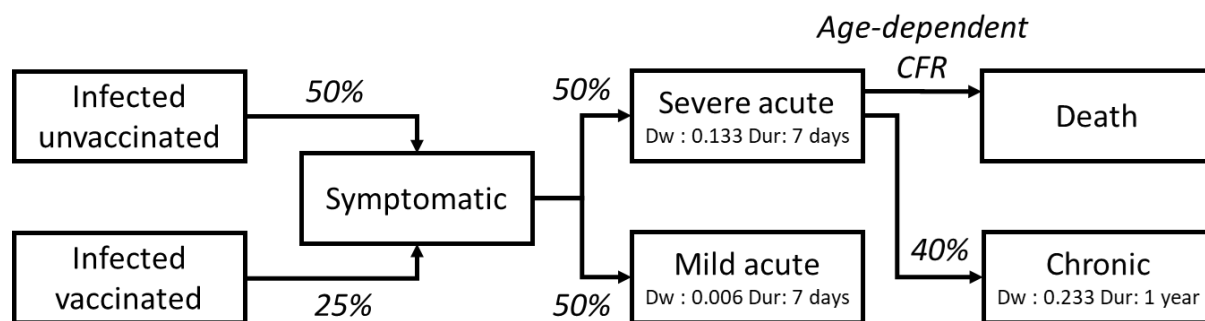 Age-dependent
CFR
Infected
unvaccinated
50%
50%
Severe acute
Dw : 0.133 Dur: 7 days
Death
Symptomatic
Infected
vaccinated
25%
50%
Mild acute
Dw : 0.006 Dur: 7 days
40%
Chronic
Dw : 0.233 Dur: 1 year